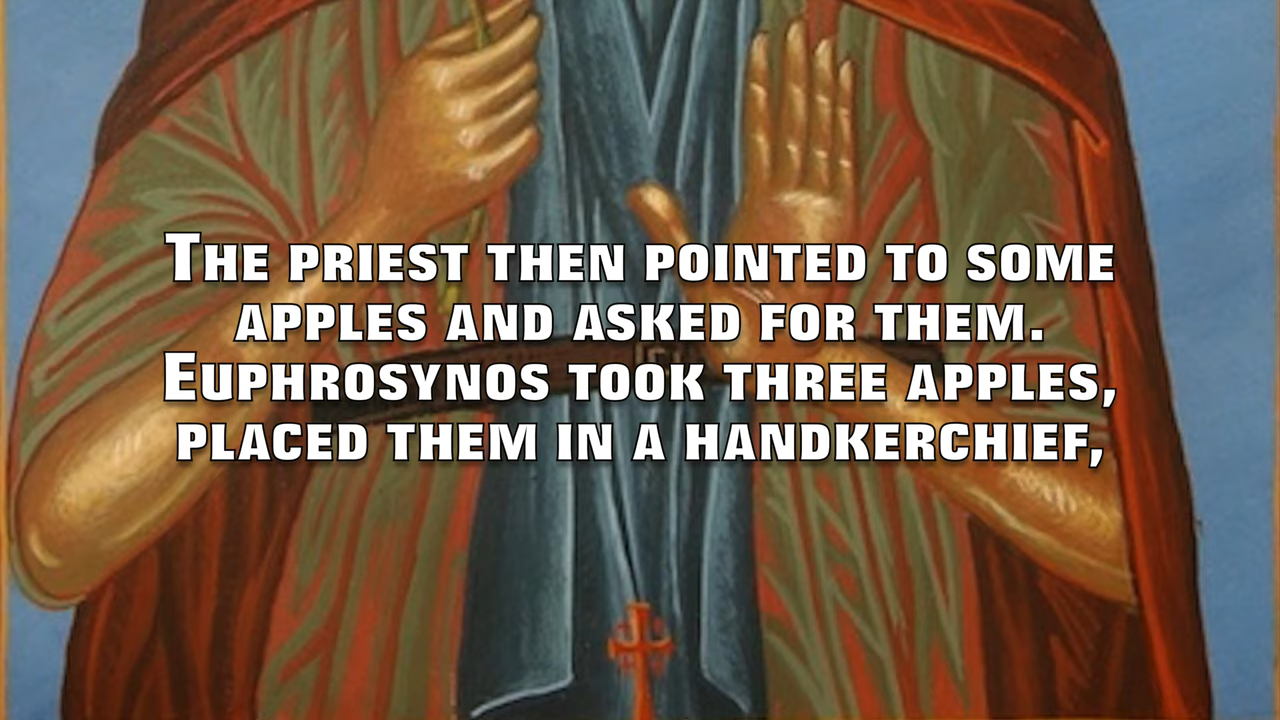 The priest then pointed to some
apples and asked for them.
Euphrosynos took three apples,
placed them in a handkerchief,